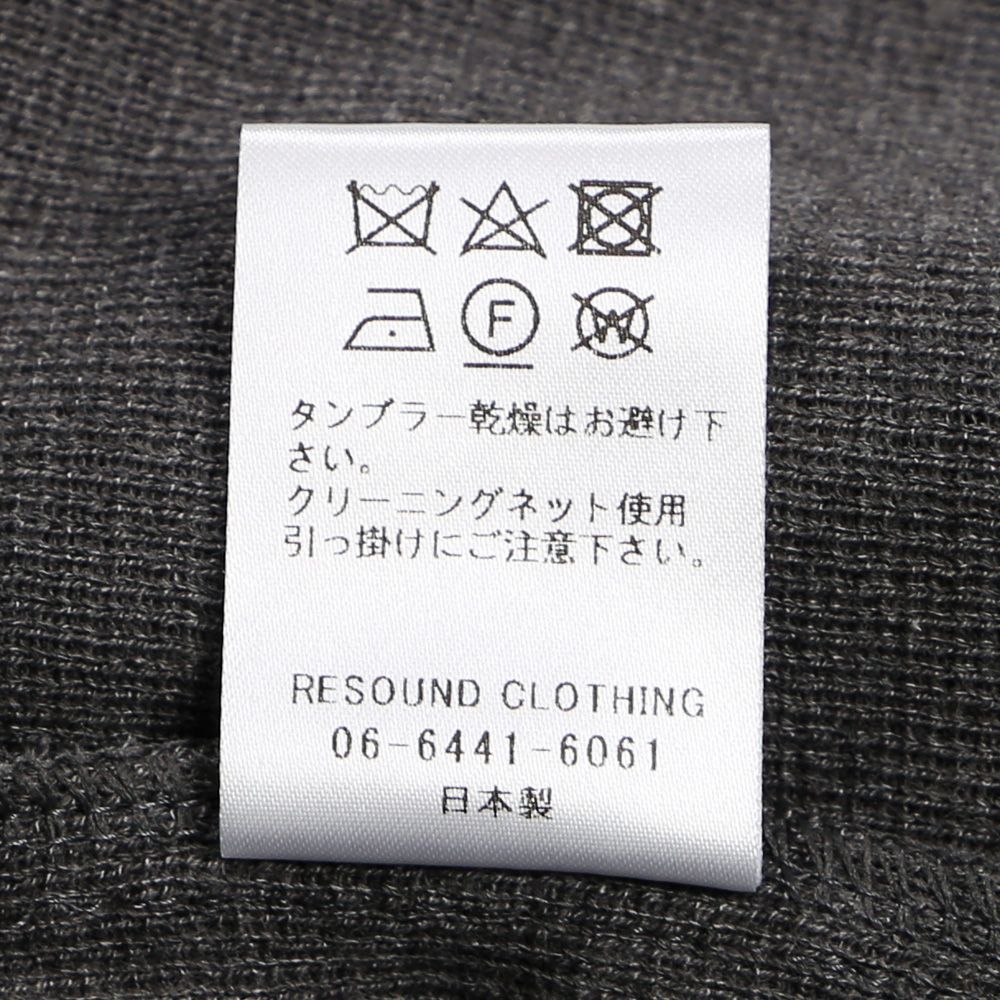 F
W
タンブラー乾燥はお避け下
さい。
クリーニングネット使用
引っ掛けにご注意下さい。
RESOUND CLOTHING
06-6441-6061
日本製